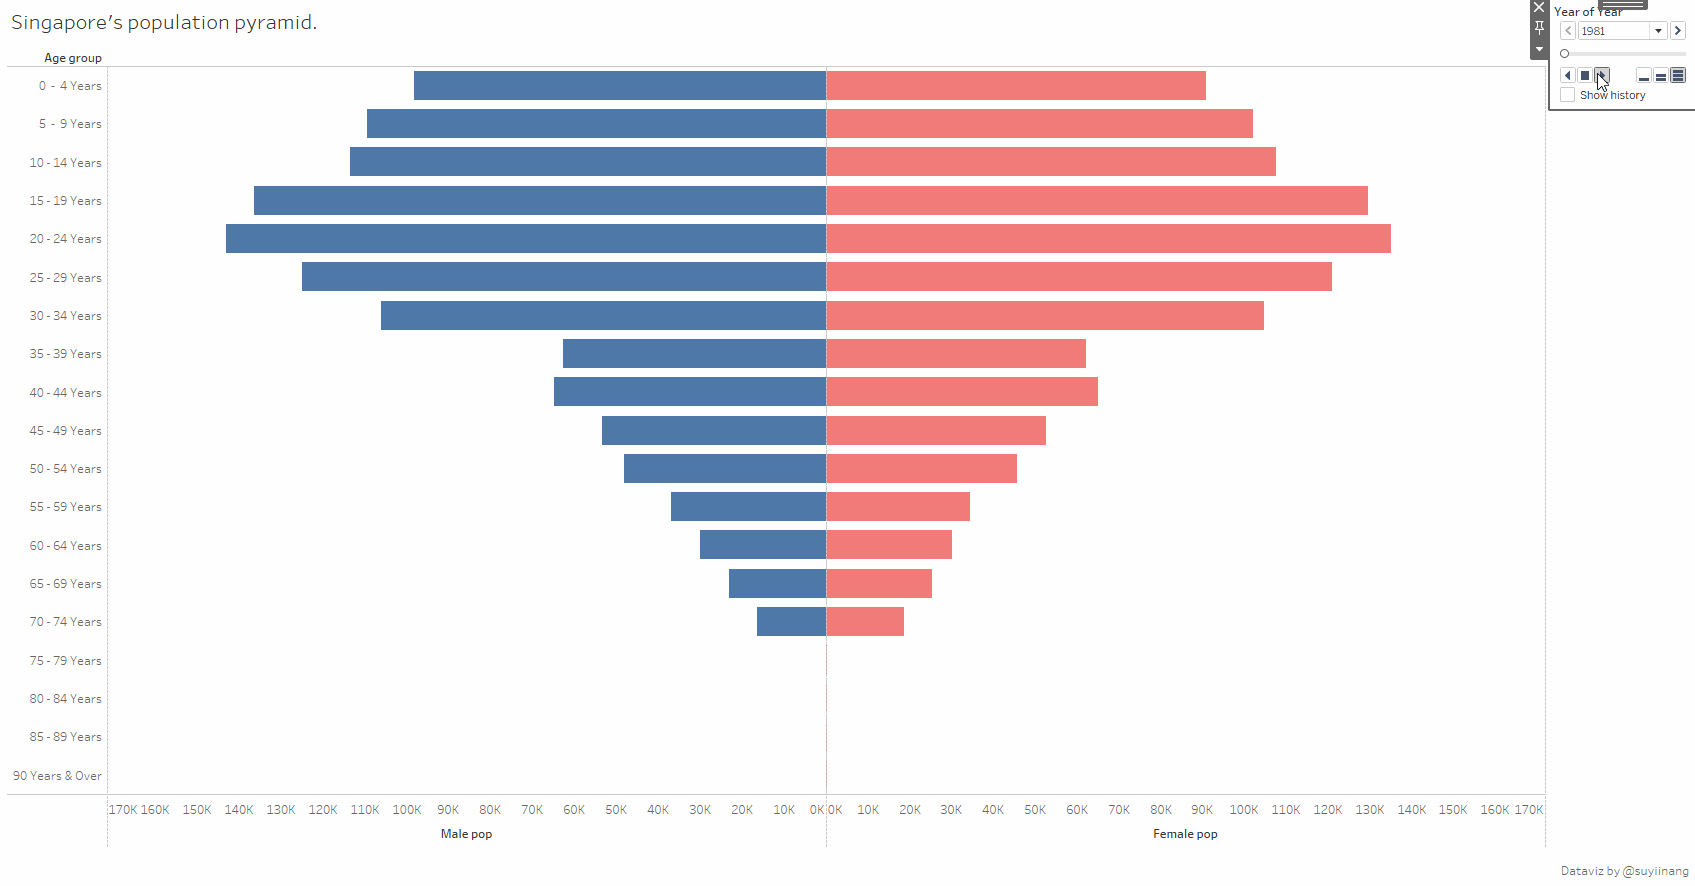 Singapore's population pyramid.
Year of Year
1981
Show history
Age group
0 - 4 Years
5 - 9 Years
10 - 14 Years
15 - 19 Years
20 - 24 Years
25 - 29 Years
30 - 34 Years
35 - 39 Years
40 - 44 Years
45 - 49 Years
50 - 54 Years
55 - 59 Years
60 - 64 Years
65 - 69 Years
70 - 74 Years
75 - 79 Years
80 - 84 Years
85 - 89 Years
90 Years & Over
170K 160K 150K 140K 130K 120K 110K 100K 90K 80K 70K 60K 50K 40K 30K 20K 10K 0K 0K 10K 20K 30K 40K 50K 60K 70K 80K 90K 100K 110K 120K 130K 140K 150K 160K 170K
Male pop Female pop
Dataviz by @suyiinang